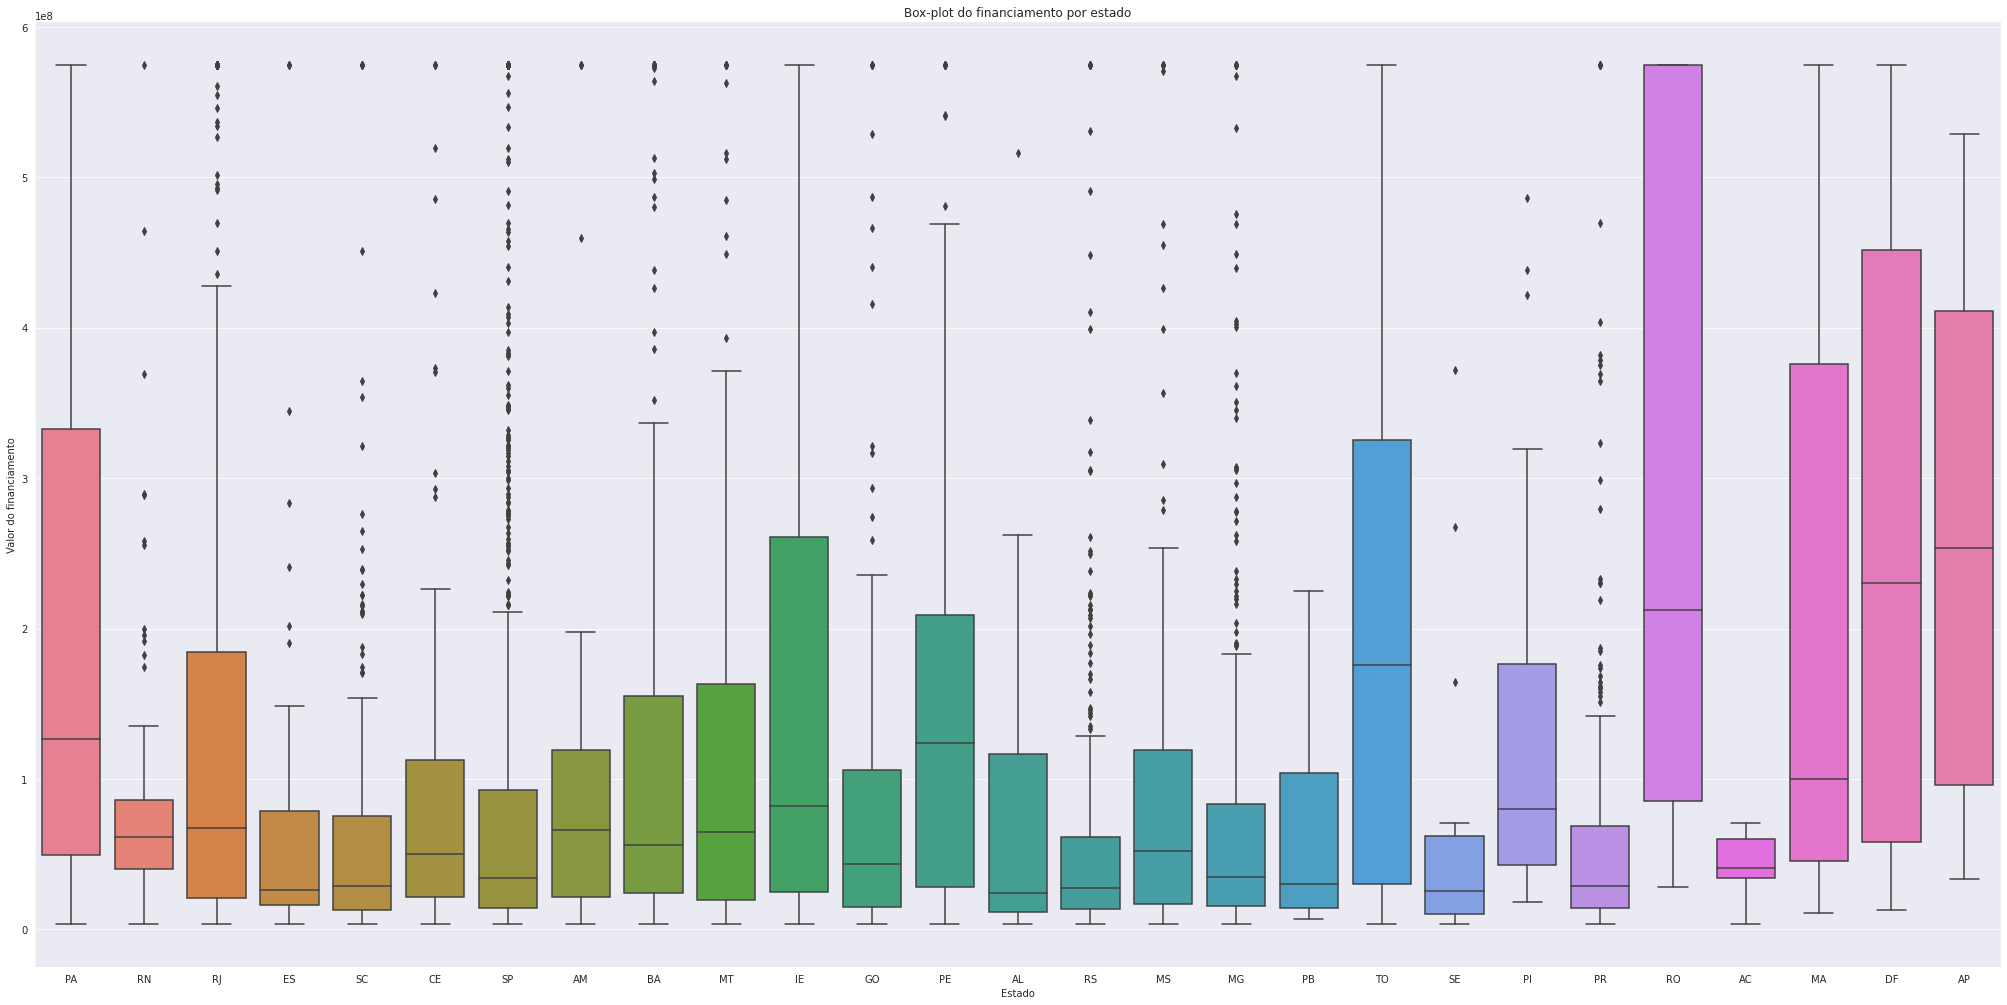 Box-plot do financiamento por estado
1e8
6
5
4
3
2
1
0
Valor do financiamento
PA RN RJ ES SC CE SP AM BA MT IE GO PE AL RS MS MG PB TO SE PI PR RO AC MA DF AP
Estado